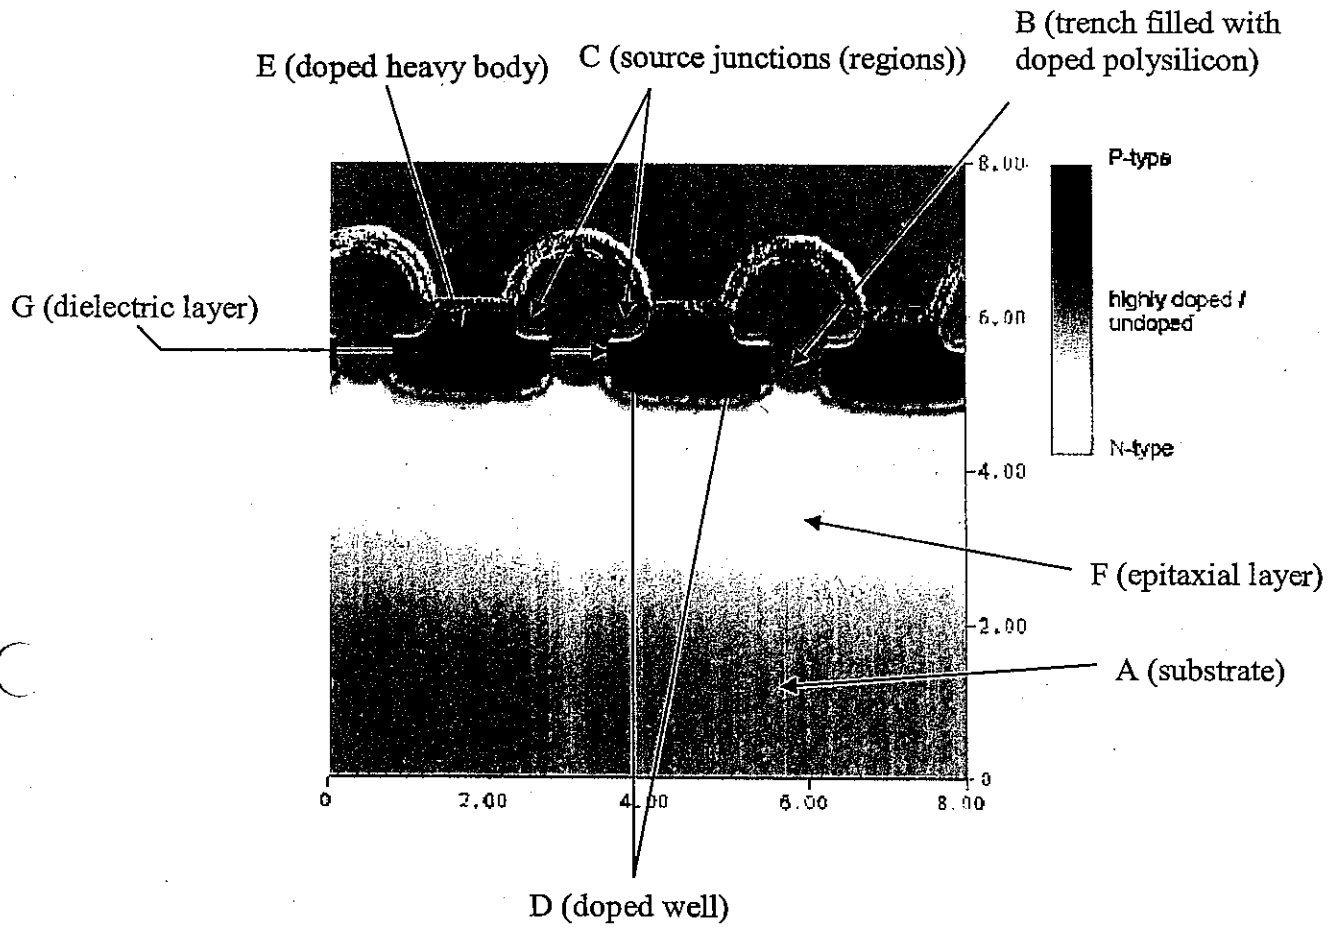 B (trench filled with
doped polysilicon)
E (doped heavy body)
C (source junctions (regions))
8.00
P-type
G (dielectric layer)
6.00
highly doped /
undoped
4.00
N-type
F (epitaxial layer)
2.00
A (substrate)
0
0
2.00
4.00
6.00
8.00
D (doped well)